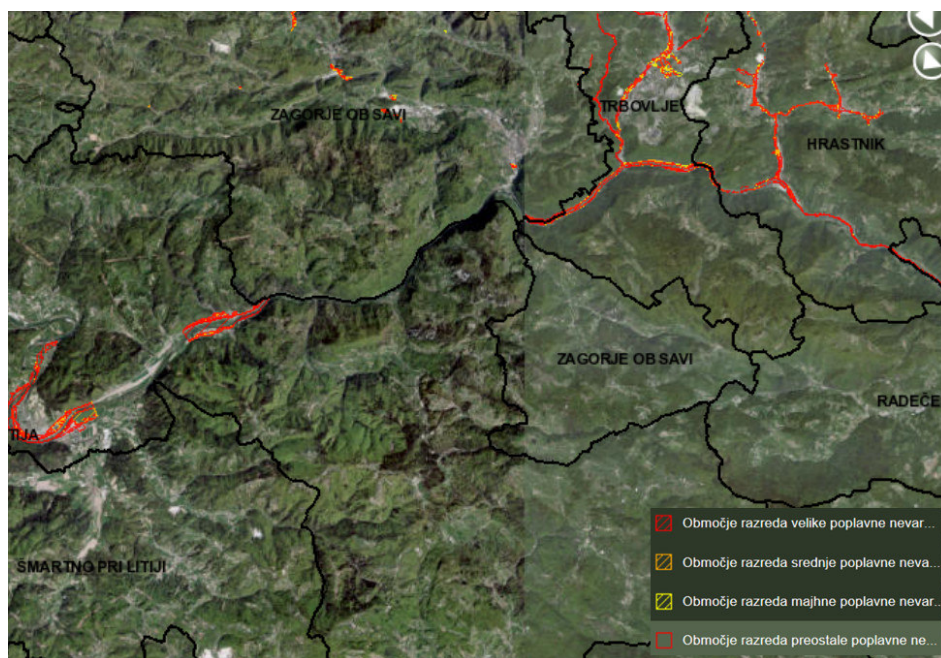 ZAGORJE OB SAVI
TRBOVLJE
HRASTNIK
ZAGORJE OB SAVI
RADEČE
TIJA
ŠMARTNO PRI LITIJI
Območje razreda velike poplavne nevar...
Območje razreda srednje poplavne neva...
Območje razreda majhne poplavne nevar...
Območje razreda preostale poplavne ne...